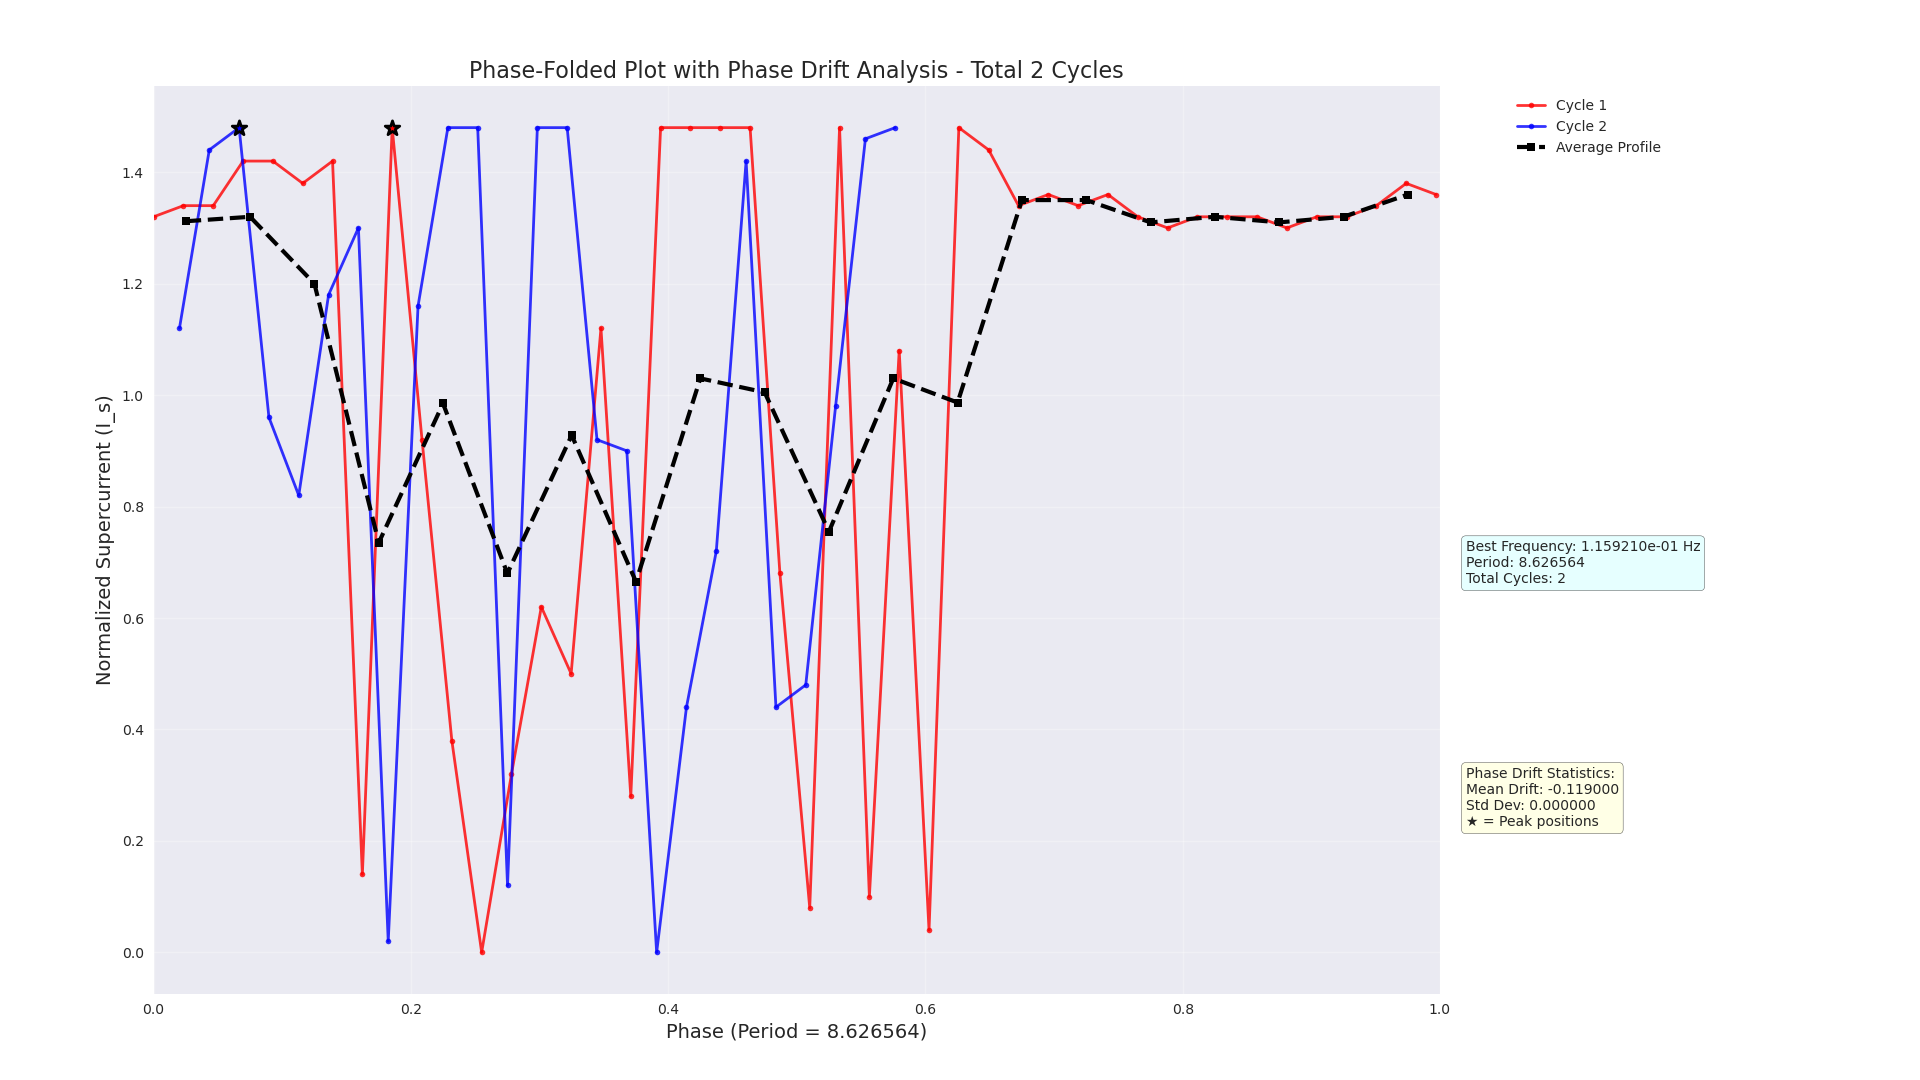 Phase-Folded Plot with Phase Drift Analysis - Total 2 Cycles
Cycle 1
Cycle 2
Average Profile
Normalized Supercurrent (I_s)
1.4
1.2
1.0
0.8
0.6
0.4
0.2
0.0
0.0 0.2 0.4 0.6 0.8 1.0
Phase (Period = 8.626564)
Best Frequency: 1.159210e-01 Hz
Period: 8.626564
Total Cycles: 2
Phase Drift Statistics:
Mean Drift: -0.119000
Std Dev: 0.000000
★ = Peak positions